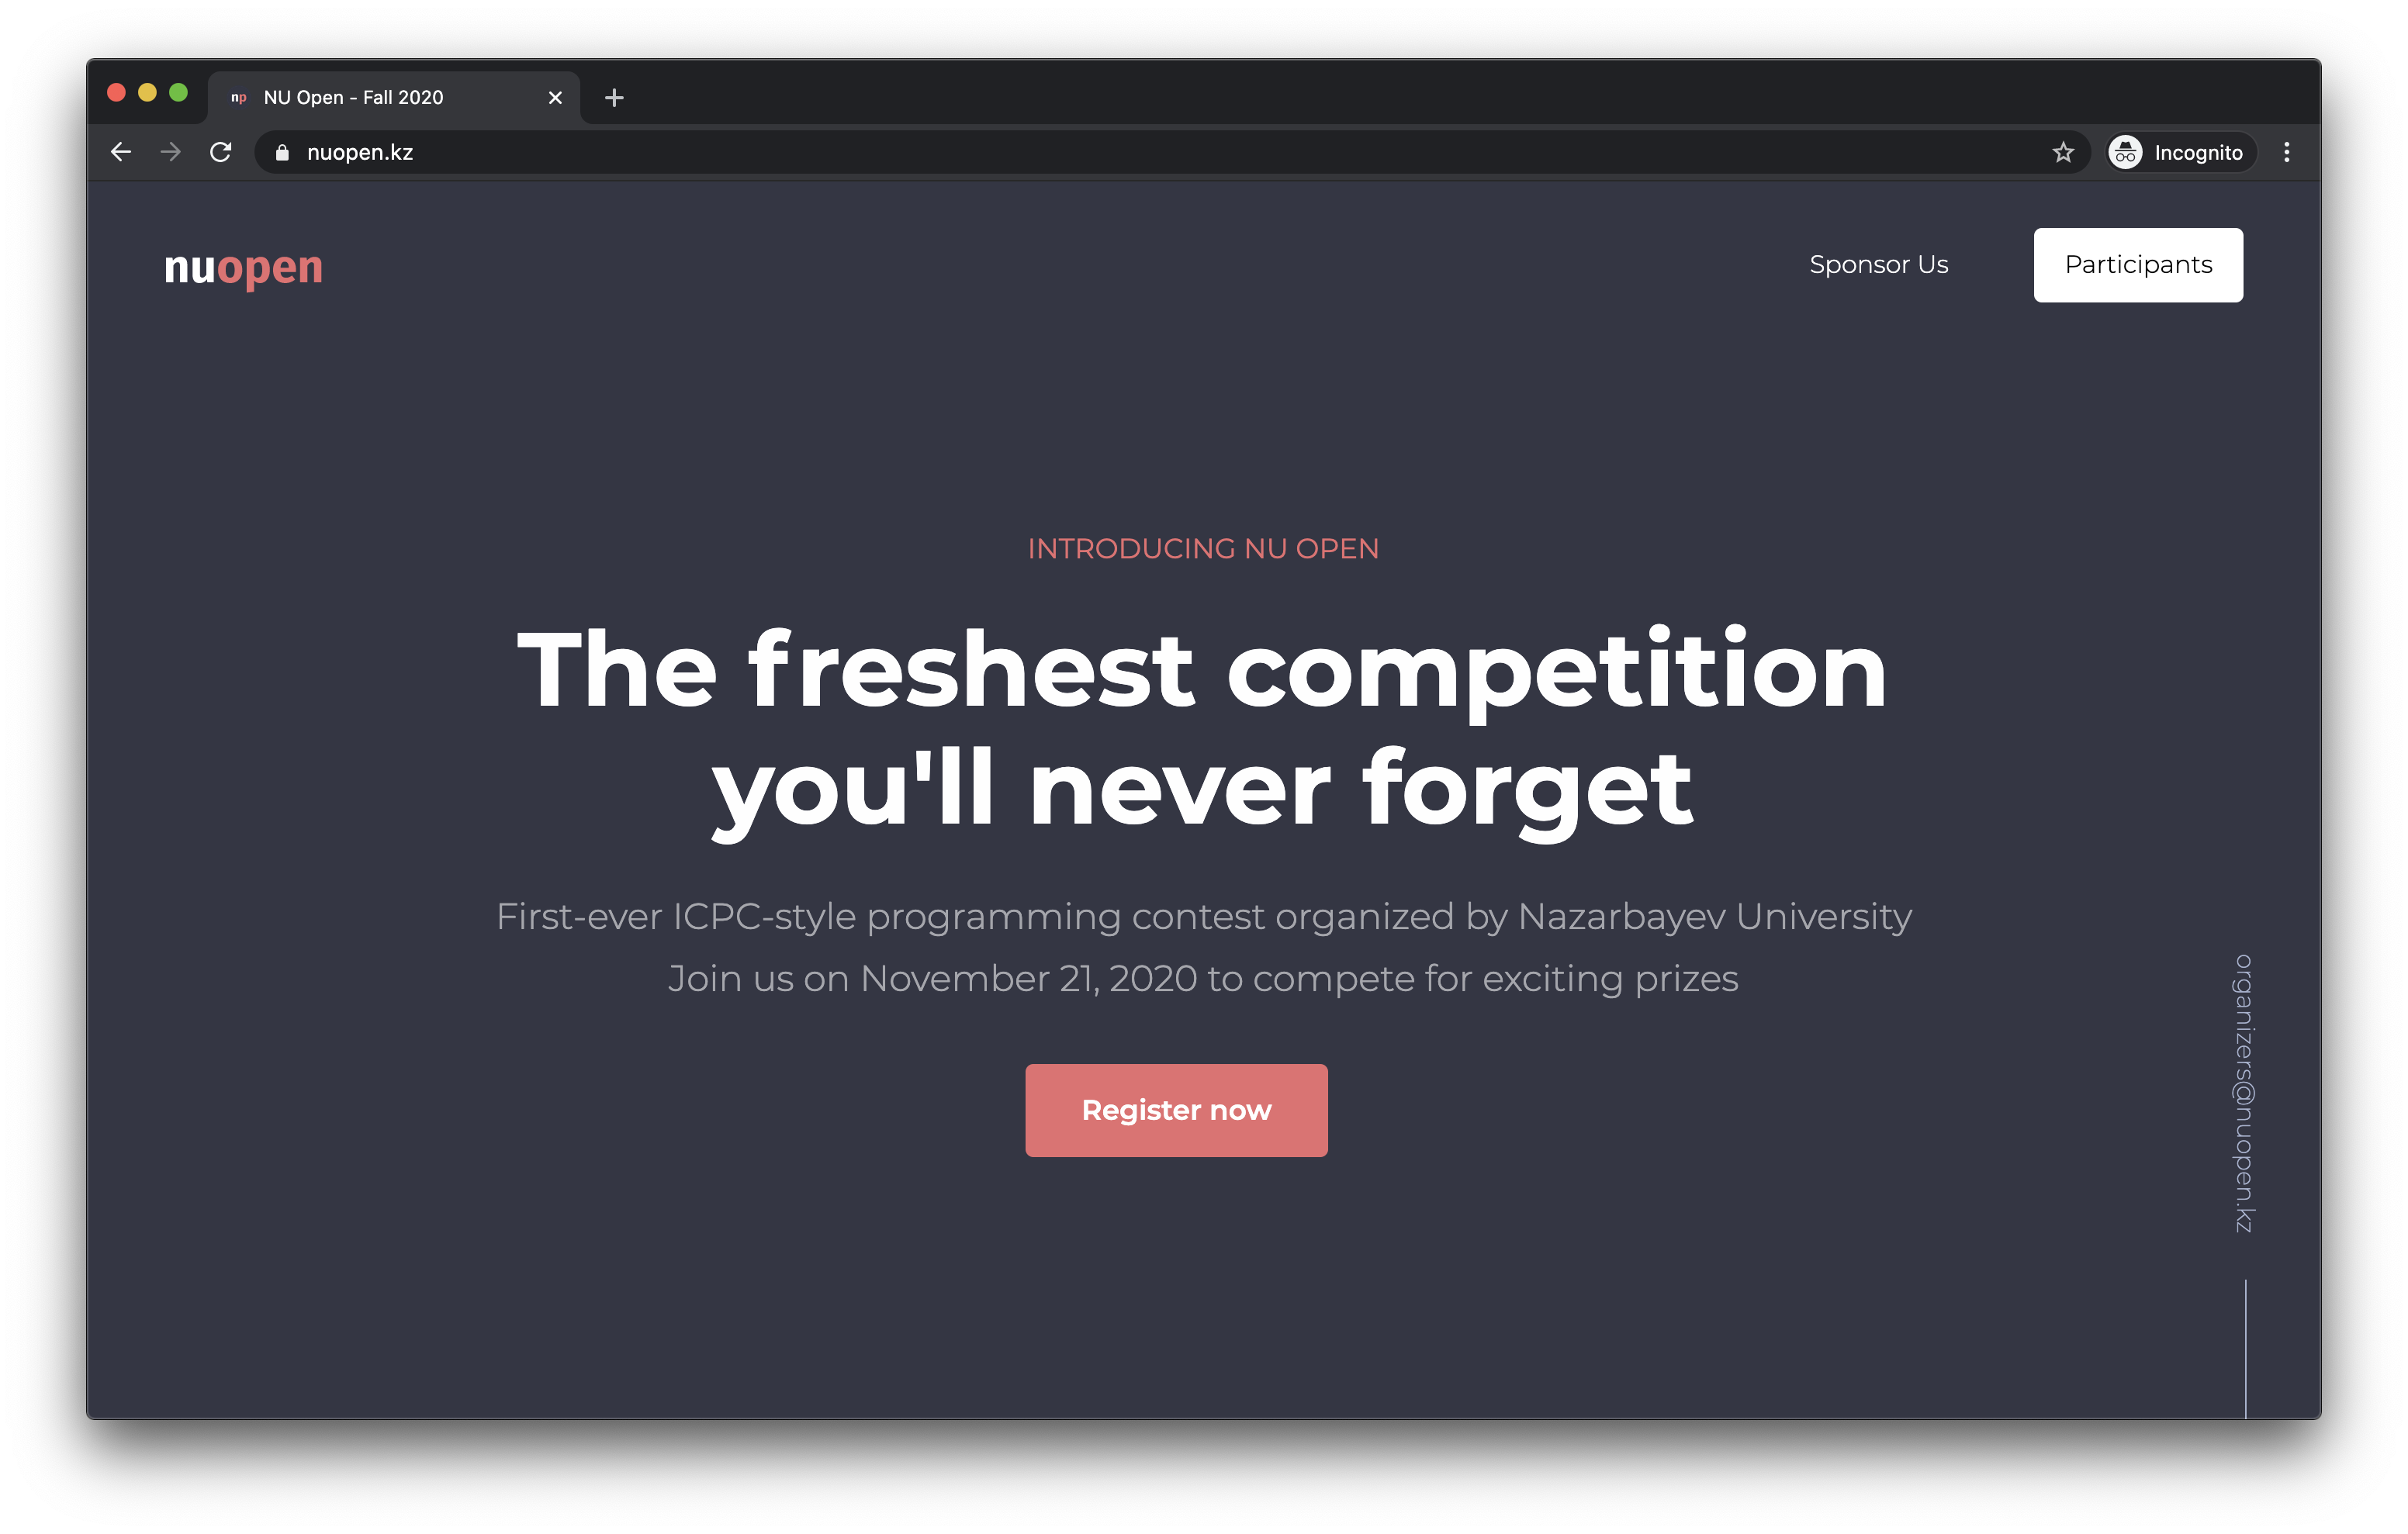 np NU Open - Fall 2020
nuopen.kz
Incognito
nuopen
Sponsor Us
Participants
INTRODUCING NU OPEN
The freshest competition
you'll never forget
First-ever ICPC-style programming contest organized by Nazarbayev University
Join us on November 21, 2020 to compete for exciting prizes
Register now
organizers@nuopen.kz